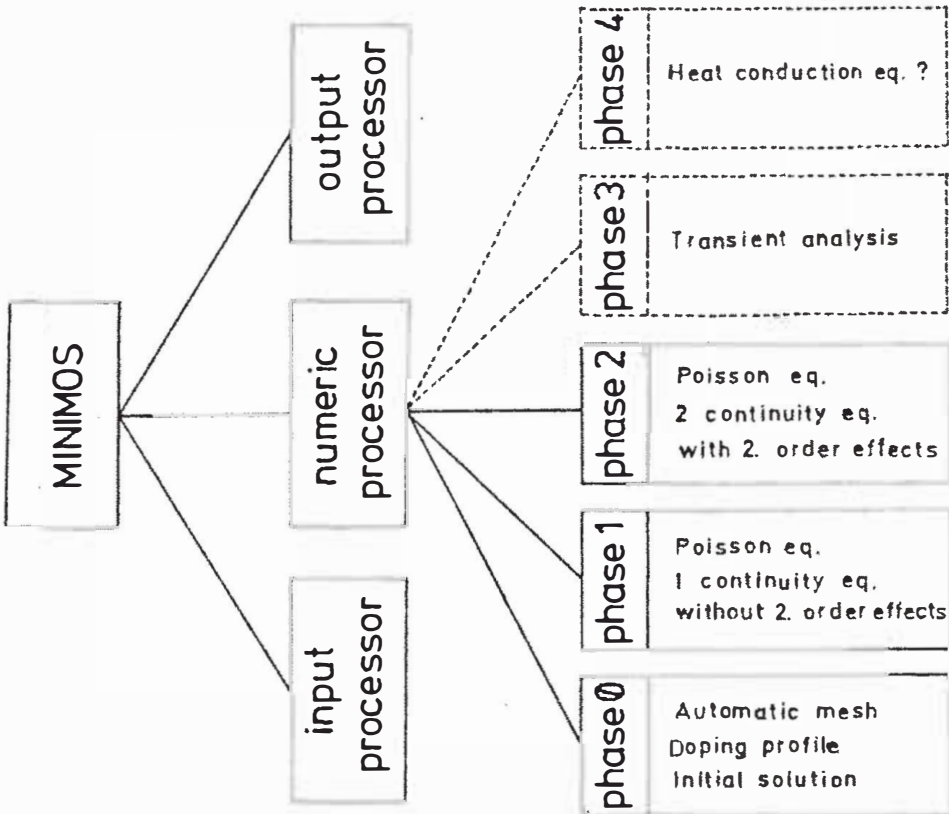 MINIMOS
input
processor
numeric
processor
output
processor
phase 0
Automatic mesh
Doping profile
Initial solution
phase 1
Poisson eq.
1 continuity eq.
without 2. order effects
phase 2
Poisson eq.
2 continuity eq.
with 2. order effects
phase 3
Transient analysis
phase 4
Heat conduction eq. ?